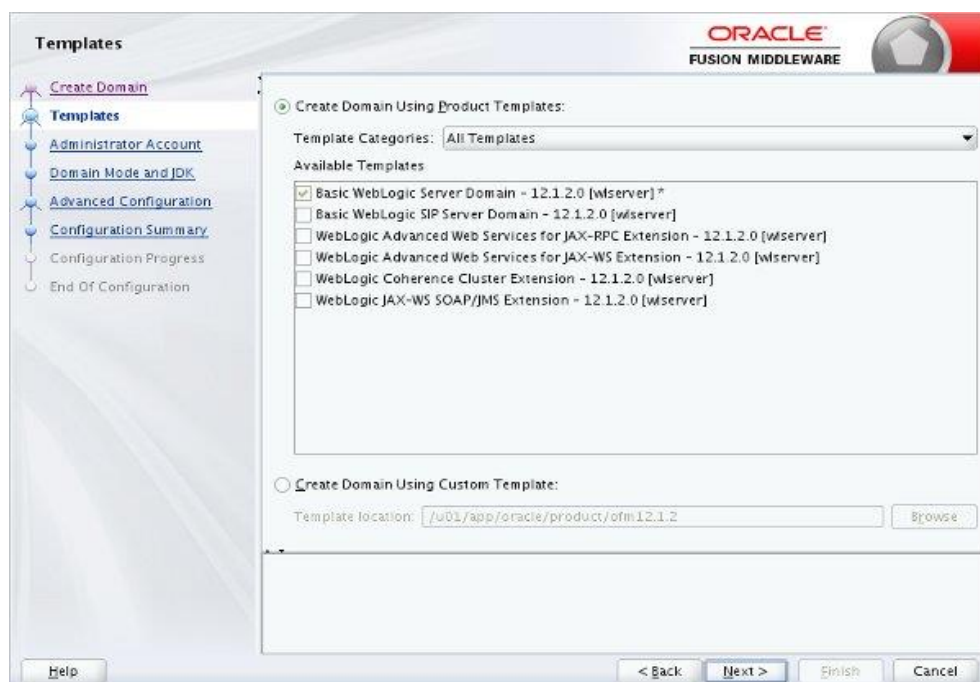 Templates
ORACLE
FUSION MIDDLEWARE
Create Domain
Templates
Administrator Account
Domain Mode and JDK
Advanced Configuration
Configuration Summary
Configuration Progress
End Of Configuration
Create Domain Using Product Templates:
Template Categories: All Templates
Available Templates
Basic WebLogic Server Domain - 12.1.2.0 [wlserver] *
Basic WebLogic SIP Server Domain - 12.1.2.0 [wlserver]
WebLogic Advanced Web Services for JAX-RPC Extension - 12.1.2.0 [wlserver]
WebLogic Advanced Web Services for JAX-WS Extension - 12.1.2.0 [wlserver]
WebLogic Coherence Cluster Extension - 12.1.2.0 [wlserver]
WebLogic JAX-WS SOAP/JMS Extension - 12.1.2.0 [wlserver]
Create Domain Using Custom Template:
Template location: /u01/app/oracle/product/ofm12.1.2 Browse
Help < Back Next > Finish Cancel